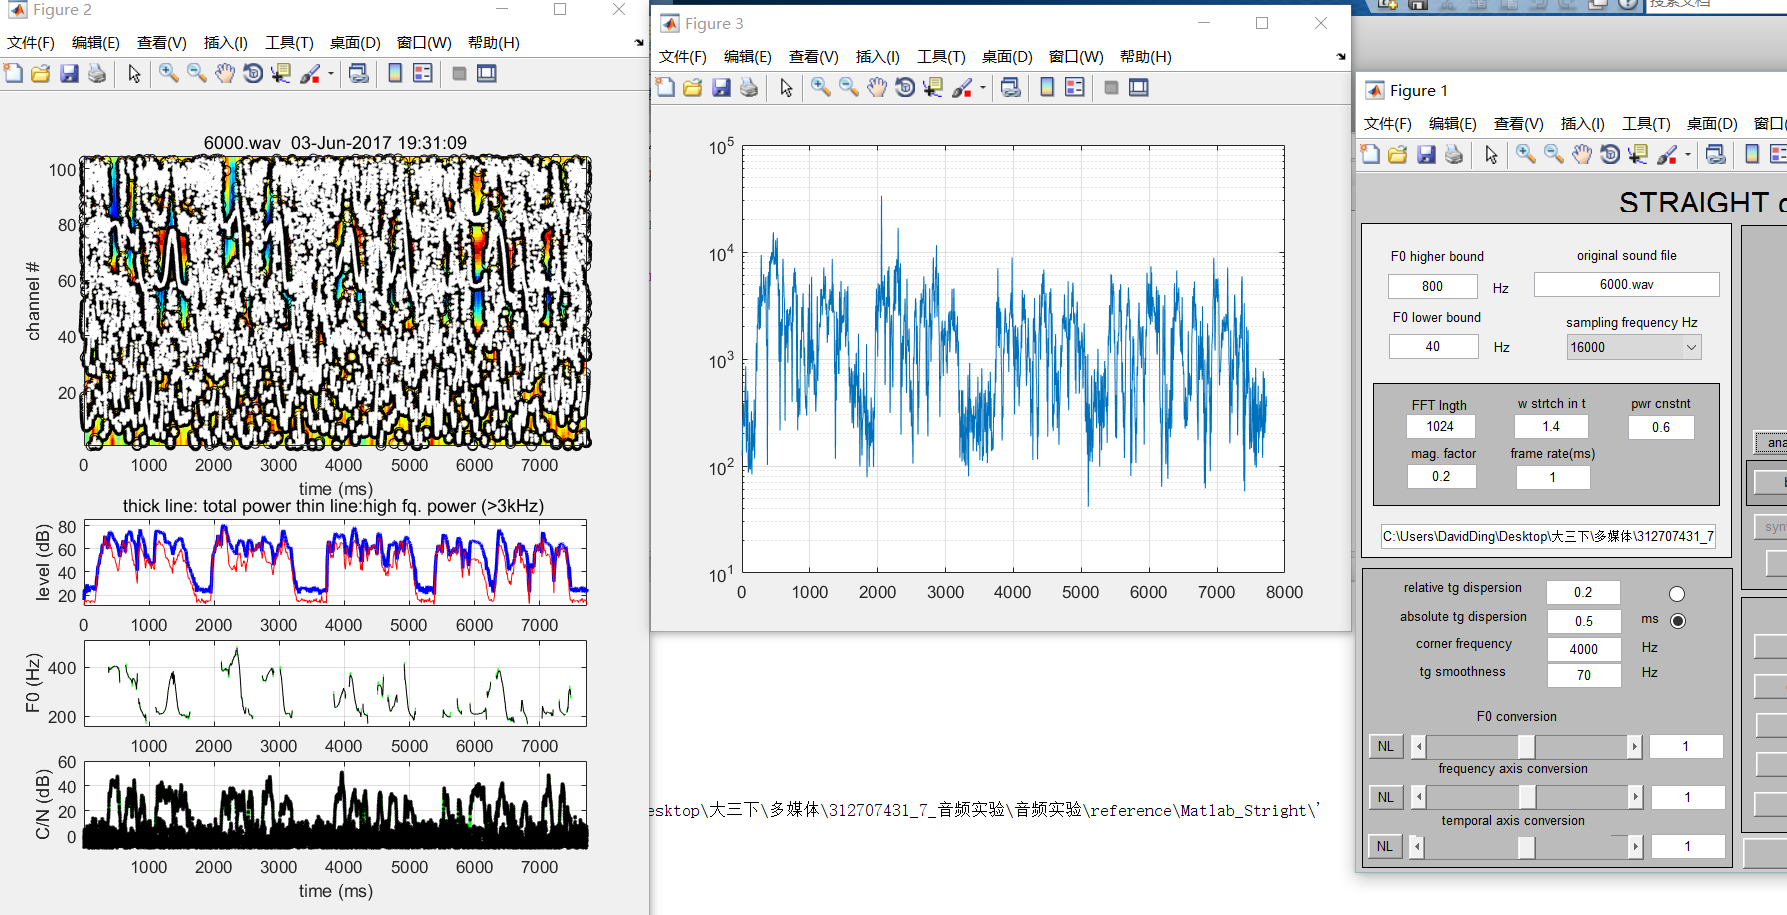 Figure 2
文件(F) 编辑(E) 查看(V) 插入(I) 工具(T) 桌面(D) 窗口(W) 帮助(H)
6000.wav 03-Jun-2017 19:31:09
channel #
100
80
60
40
20
0 1000 2000 3000 4000 5000 6000 7000
time (ms)
thick line: total power thin line:high fq. power (>3kHz)
level (dB)
80
60
40
20
0 1000 2000 3000 4000 5000 6000 7000
F0 (Hz)
400
200
1000 2000 3000 4000 5000 6000 7000
C/N (dB)
60
40
20
0
1000 2000 3000 4000 5000 6000 7000
time (ms)
Figure 3
文件(F) 编辑(E) 查看(V) 插入(I) 工具(T) 桌面(D) 窗口(W) 帮助(H)
10^5
10^4
10^3
10^2
10^1
0 1000 2000 3000 4000 5000 6000 7000 8000
esktop\大三下\多媒体\312707431_7_音频实验\音频实验\reference\Matlab_Stright\'
搜索文档
Figure 1
文件(F) 编辑(E) 查看(V) 插入(I) 工具(T) 桌面(D) 窗口(
STRAIGHT
F0 higher bound
800 Hz
F0 lower bound
40 Hz
original sound file
6000.wav
sampling frequency Hz
16000
FFT lngth w strtch in t pwr cnstnt
1024 1.4 0.6
mag. factor frame rate(ms)
0.2 1
C:\Users\DavidDing\Desktop\大三下\多媒体\312707431_7
ana
relative tg dispersion 0.2
absolute tg dispersion 0.5 ms
corner frequency 4000 Hz
tg smoothness 70 Hz
F0 conversion
NL 1
frequency axis conversion
NL 1
temporal axis conversion
NL 1
syn